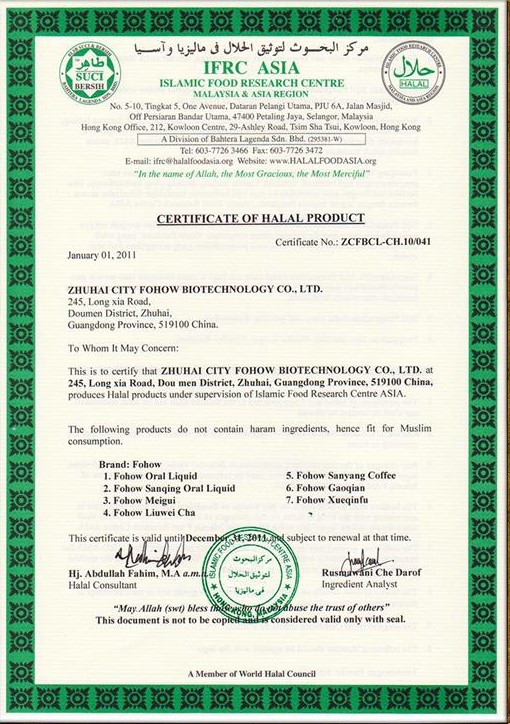 مركز البحوث لتوثيق الحلال في ماليزيا وآسيا
طاهر
SUCI
BERSIH
IFRC ASIA
ISLAMIC FOOD RESEARCH CENTRE
MALAYSIA & ASIA REGION
حلال
HALAL
No. 5-10, Tingkat 5, One Avenue, Dataran Pelangi Utama, PJU 6A, Jalan Masjid,
Off Persiaran Bandar Utama, 47400 Petaling Jaya, Selangor, Malaysia
Hong Kong Office, 212, Kowloon Centre, 29-Ashley Road, Tsim Sha Tsui, Kowloon, Hong Kong
A Division of Bahtera Lagenda Sdn. Bhd. (295381-W)
Tel: 603-7726 3466 Fax: 603-7726 3472
E-mail: ifrc@halalfoodasia.org Website: www.HALALFOODASIA.org
"In the name of Allah, the Most Gracious, the Most Merciful"
CERTIFICATE OF HALAL PRODUCT
Certificate No.: ZCFBCL-CH.10/041
January 01, 2011
ZHUHAI CITY FOHOW BIOTECHNOLOGY CO., LTD.
245, Long xia Road,
Doumen District, Zhuhai,
Guangdong Province, 519100 China.
To Whom It May Concern:
This is to certify that ZHUHAI CITY FOHOW BIOTECHNOLOGY CO., LTD. at
245, Long xia Road, Dou men District, Zhuhai, Guangdong Province, 519100 China,
produces Halal products under supervision of Islamic Food Research Centre ASIA.
The following products do not contain haram ingredients, hence fit for Muslim
consumption.
Brand: Fohow
1. Fohow Oral Liquid
2. Fohow Sanqing Oral Liquid
3. Fohow Meigui
4. Fohow Liuwei Cha
5. Fohow Sanyang Coffee
6. Fohow Gaoqian
7. Fohow Xueqinfu
This certificate is valid until December 31, 2011 and subject to renewal at that time.
ISLAMIC FOOD RESEARCH CENTRE ASIA
مركز البحوث
لتوثيق الحلال
في ماليزيا
HONGKONG, MALAYSIA
Hj. Abdullah Fahim, M.A a.m.n
Halal Consultant
Rusmawani Che Darof
Ingredient Analyst
"May Allah (swt) bless those who do not abuse the trust of others"
This document is not to be copied and is considered valid only with seal.
A Member of World Halal Council